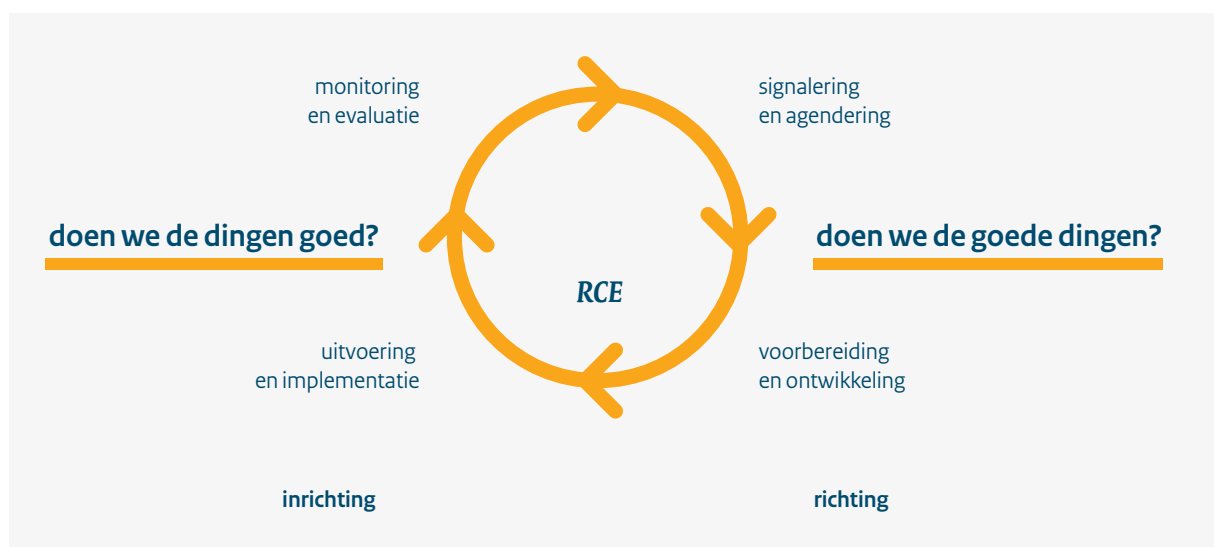 monitoring
en evaluatie
signalering
en agendering
doen we de dingen goed?
doen we de goede dingen?
RCE
uitvoering
en implementatie
voorbereiding
en ontwikkeling
inrichting
richting